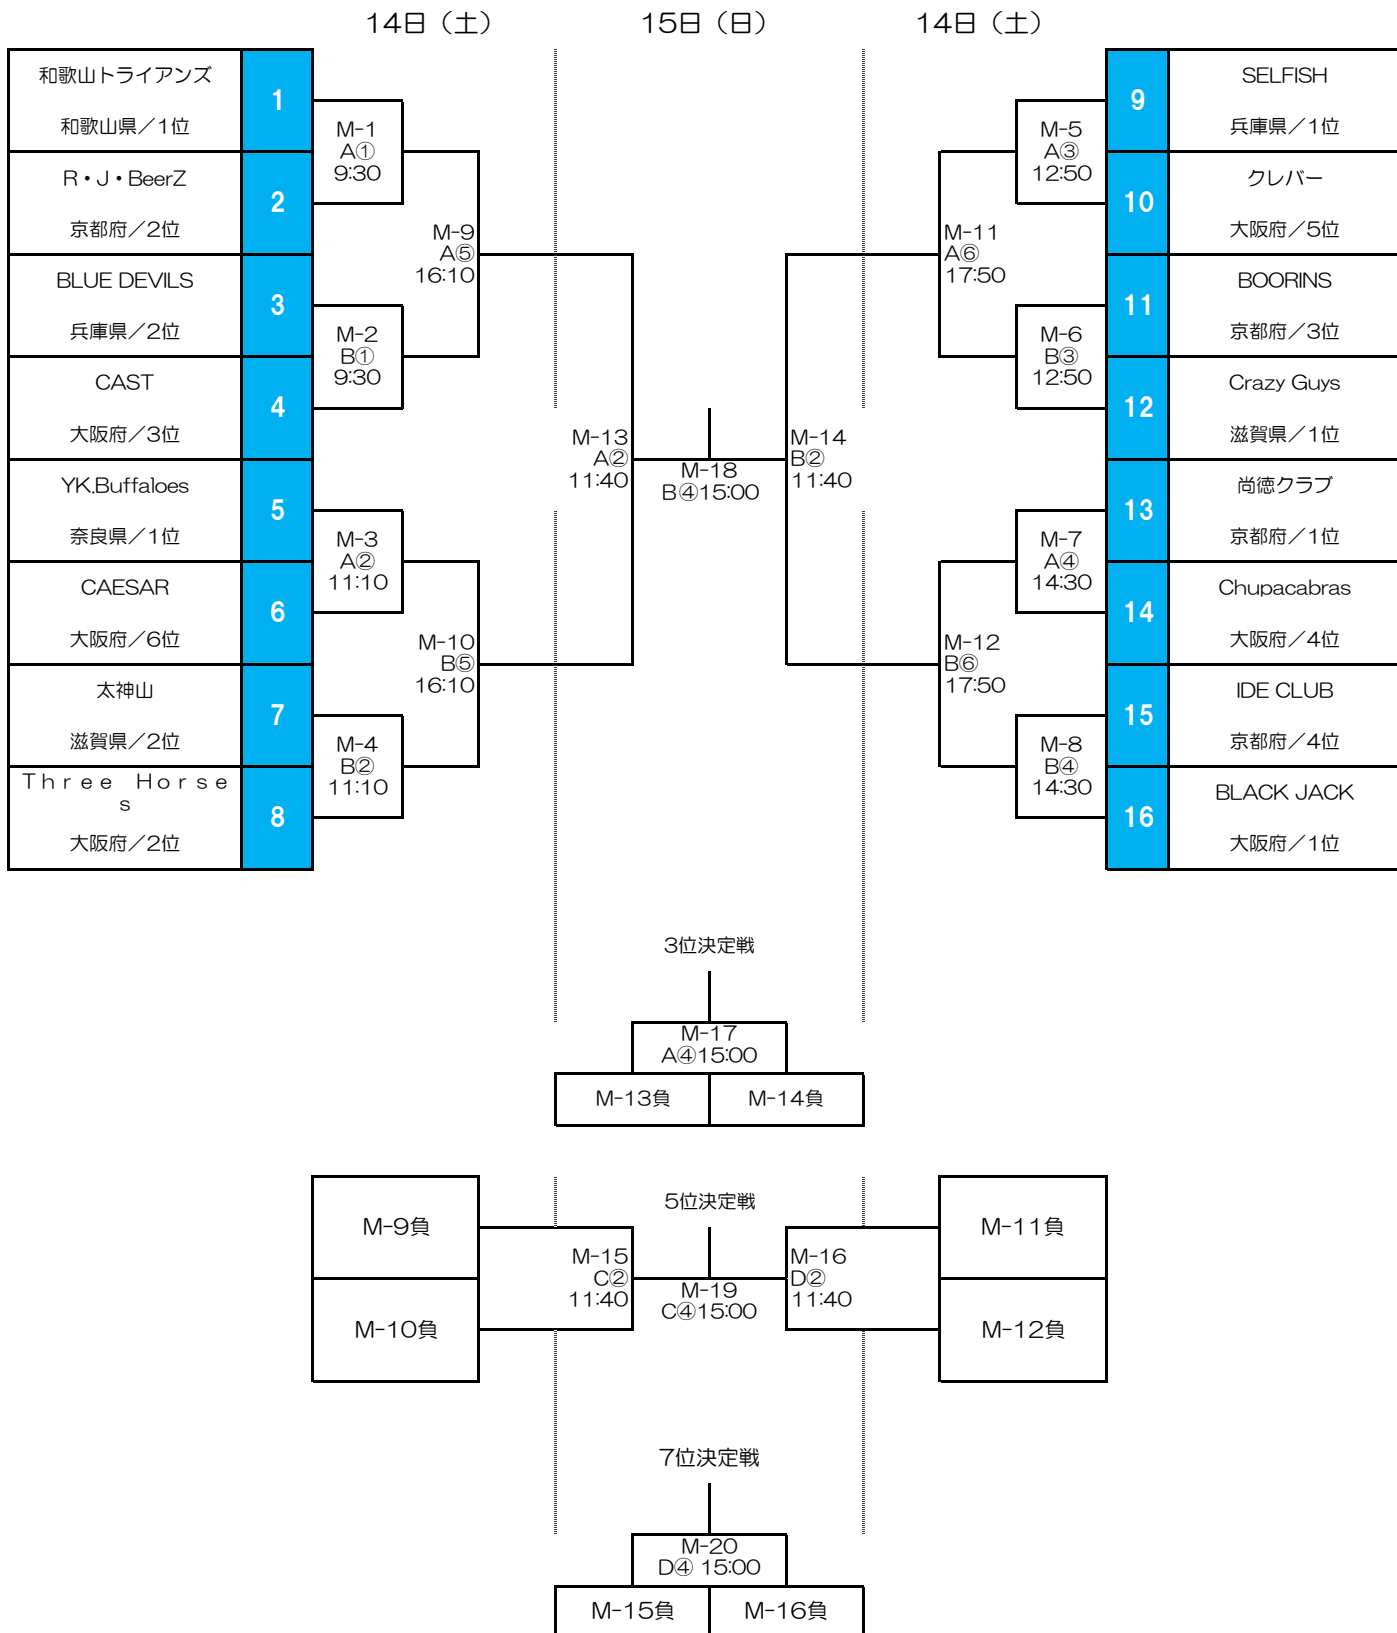 14日（土）
15日（日）
14日（土）
和歌山トライアンズ
和歌山県／1位
1
R・J・BeerZ
京都府／2位
2
BLUE DEVILS
兵庫県／2位
3
CAST
大阪府／3位
4
YK.Buffaloes
奈良県／1位
5
CAESAR
大阪府／6位
6
太神山
滋賀県／2位
7
Three Horse
s
大阪府／2位
8
M-1
A①
9:30
M-2
B①
9:30
M-3
A②
11:10
M-4
B②
11:10
M-9
A⑤
16:10
M-10
B⑤
16:10
M-13
A②
11:40
M-18
B④15:00
M-14
B②
11:40
M-11
A⑥
17:50
M-12
B⑥
17:50
M-5
A③
12:50
M-6
B③
12:50
M-7
A④
14:30
M-8
B④
14:30
9
SELFISH
兵庫県／1位
10
クレバー
大阪府／5位
11
BOORINS
京都府／3位
12
Crazy Guys
滋賀県／1位
13
尚徳クラブ
京都府／1位
14
Chupacabras
大阪府／4位
15
IDE CLUB
京都府／4位
16
BLACK JACK
大阪府／1位
3位決定戦
M-17
A④15:00
M-13負
M-14負
M-9負
M-10負
5位決定戦
M-15
C②
11:40
M-19
C④15:00
M-16
D②
11:40
M-11負
M-12負
7位決定戦
M-20
D④ 15:00
M-15負
M-16負